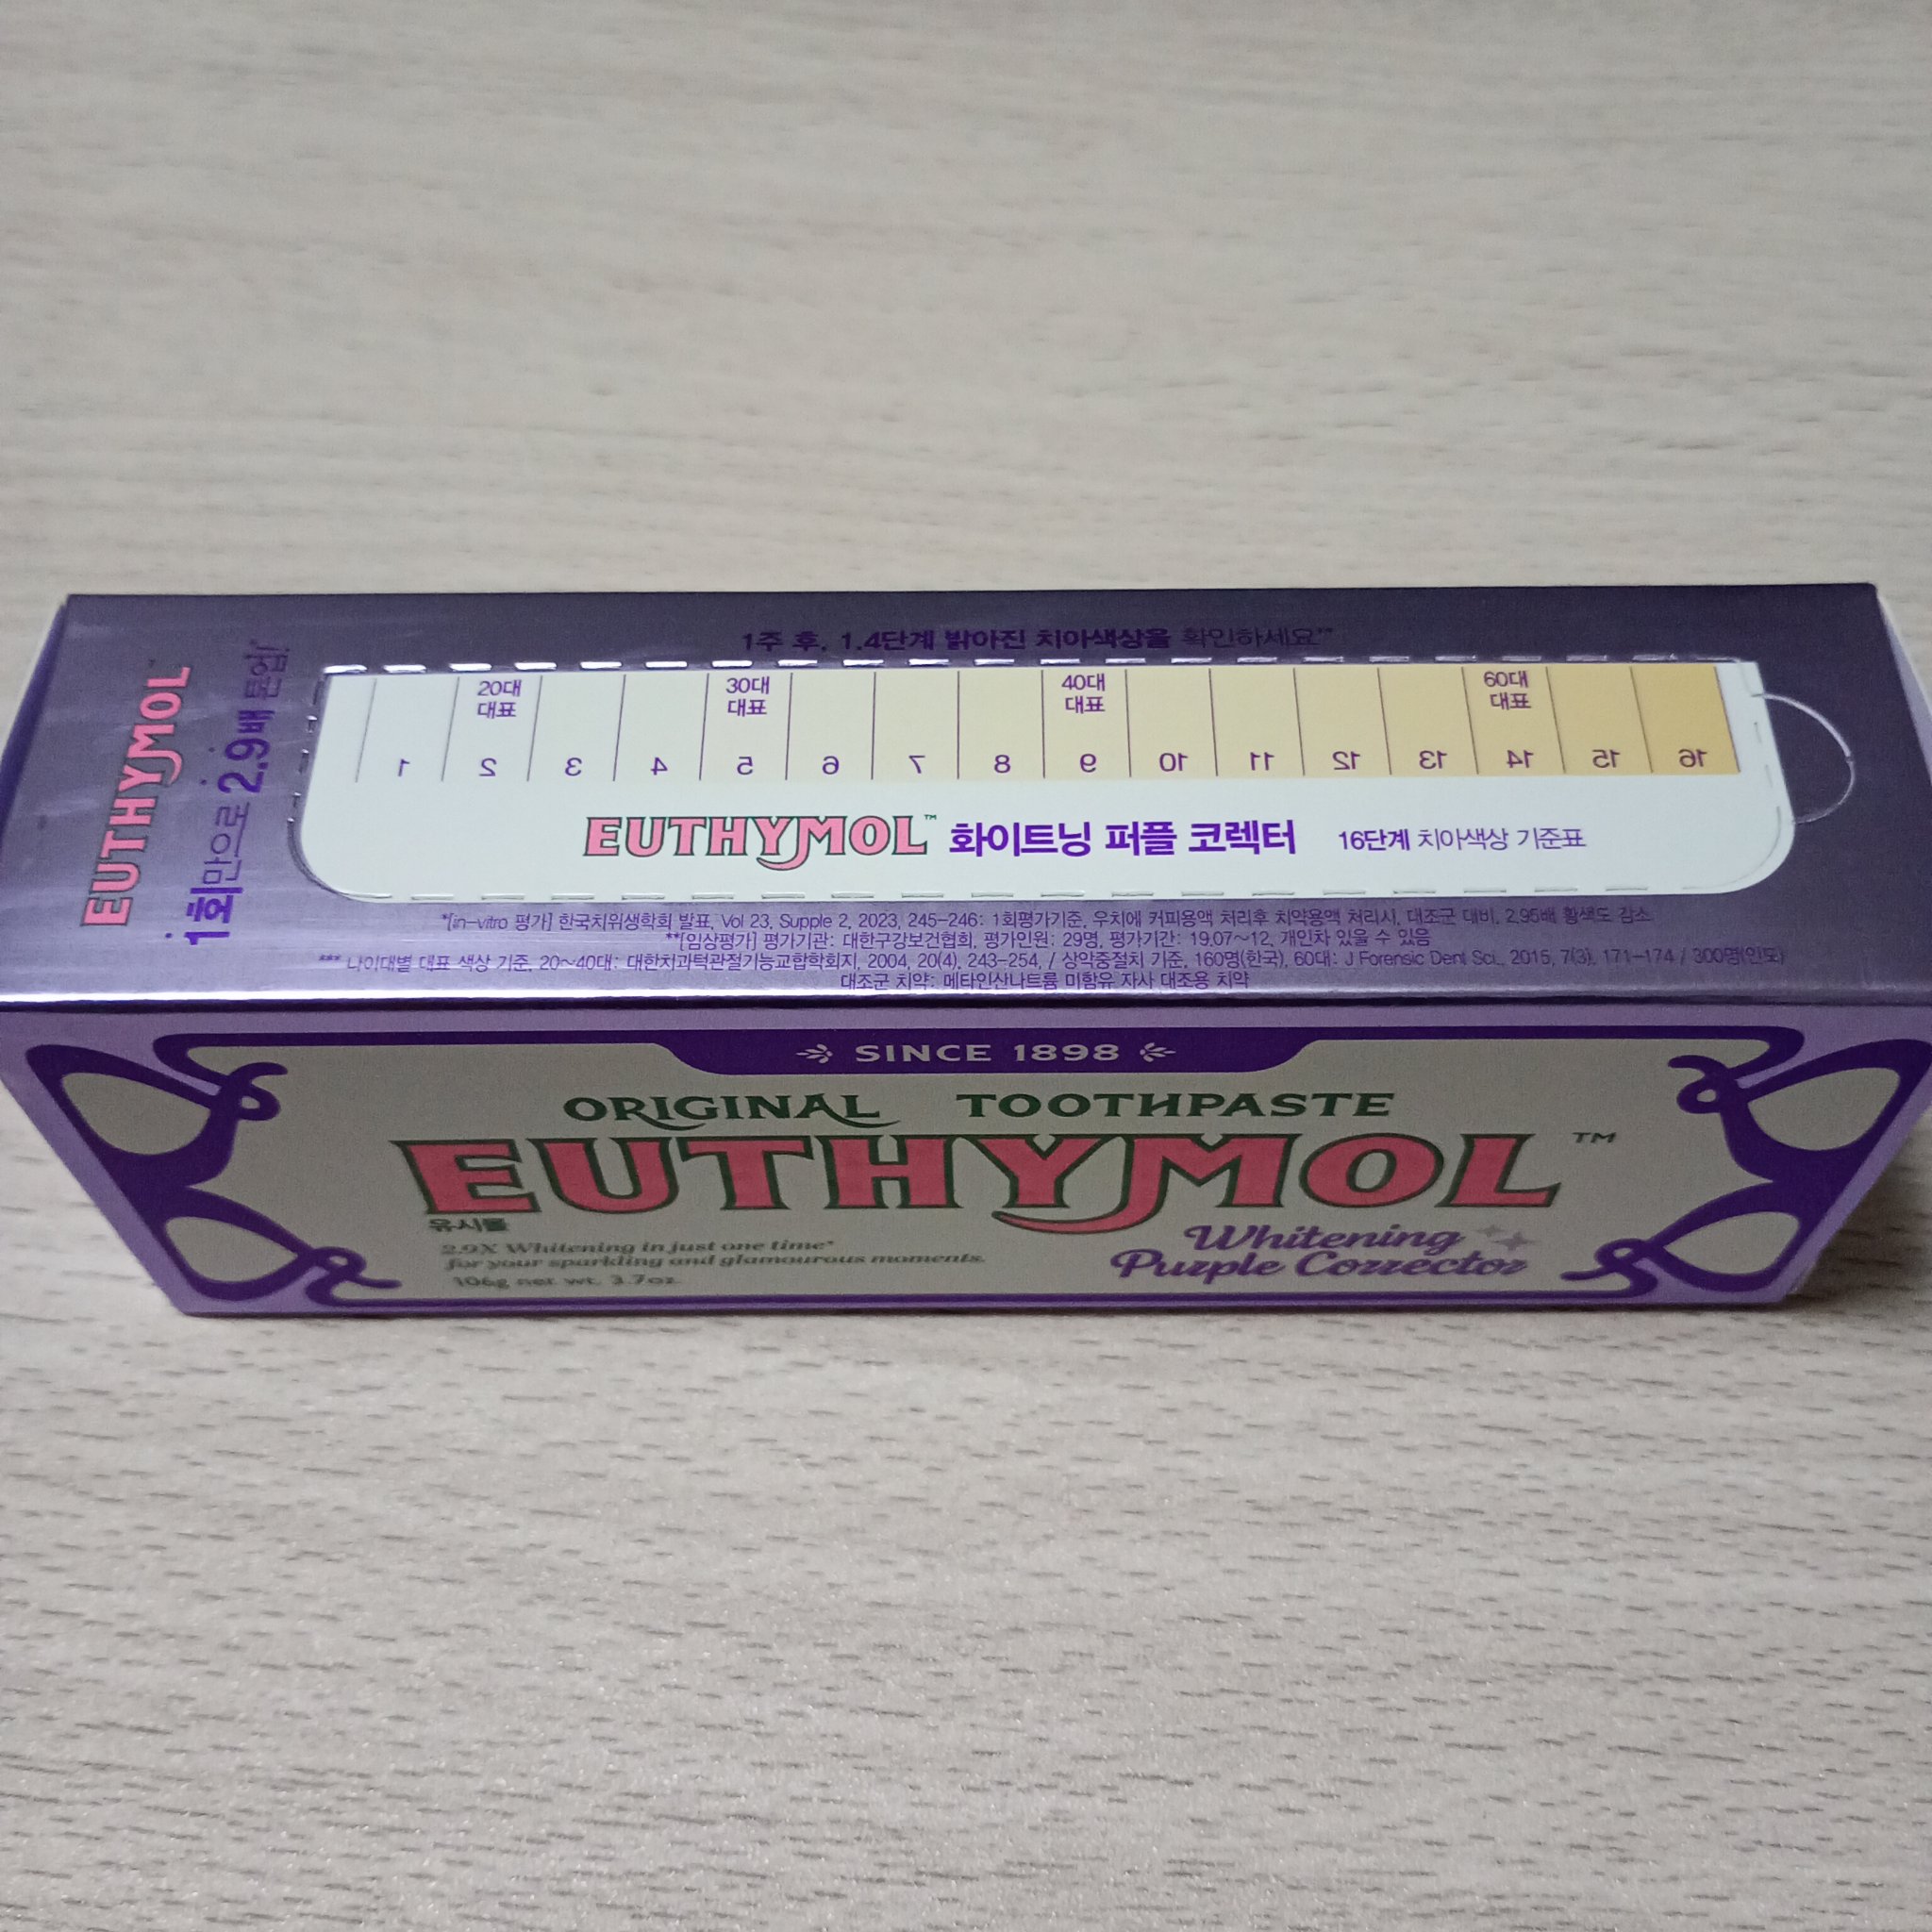 EUTHYMOL™
1회만으로 2.9배 톤업!*
1주 후, 1.4단계 밝아진 치아색상을 확인하세요**
20대 대표
30대 대표
40대 대표
60대 대표
1 2 3 4 5 6 7 8 9 10 11 12 13 14 15 16
EUTHYMOL™ 화이트닝 퍼플 코렉터 16단계 치아색상 기준표
*[in-vitro 평가] 한국치위생학회 발표, Vol 23, Supple 2, 2023, 245-246: 1회평가기준, 우치에 커피용액 처리후 치약용액 처리시, 대조군 대비, 2.95배 황색도 감소
**[임상평가] 평가기관: 대한구강보건협회, 평가인원: 29명, 평가기간: 19.07~12, 개인차 있을 수 있음
*** 나이대별 대표 색상 기준, 20~40대: 대한치과턱관절기능교합학회지, 2004, 20(4), 243-254, / 상악중절치 기준, 160명(한국), 60대: J Forensic Dent Sci., 2015, 7(3), 171-174 / 300명(인도)
대조군 치약: 메타인산나트륨 미함유 자사 대조용 치약
SINCE 1898
ORIGINAL TOOTHPASTE
EUTHYMOL™
유시몰
2.9X Whitening in just one time*
for your sparkling and glamourous moments.
106g net wt. 3.7oz
Whitening
Purple Corrector